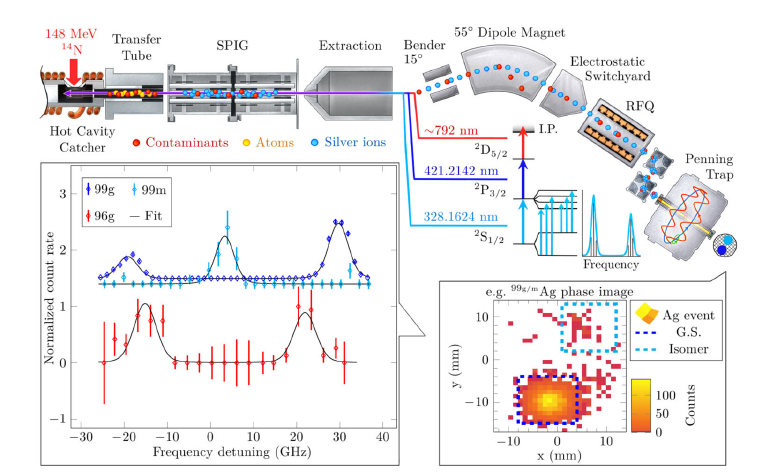 148 MeV
¹⁴N
Transfer
Tube
SPIG
Extraction
Bender
15°
55° Dipole Magnet
Electrostatic
Switchyard
RFQ
Penning
Trap
Hot Cavity
Catcher
Contaminants
Atoms
Silver ions
~792 nm
I.P.
²D₅/₂
421.2142 nm
²P₃/₂
328.1624 nm
²S₁/₂
Frequency
99g
99m
96g
Fit
Normalized count rate
3
2
1
0
−1
−30
−20
−10
0
10
20
30
40
Frequency detuning (GHz)
e.g. ⁹⁹ᵍ/ᵐAg phase image
y (mm)
10
0
−10
−10
0
10
x (mm)
Ag event
G.S.
Isomer
100
50
0
Counts